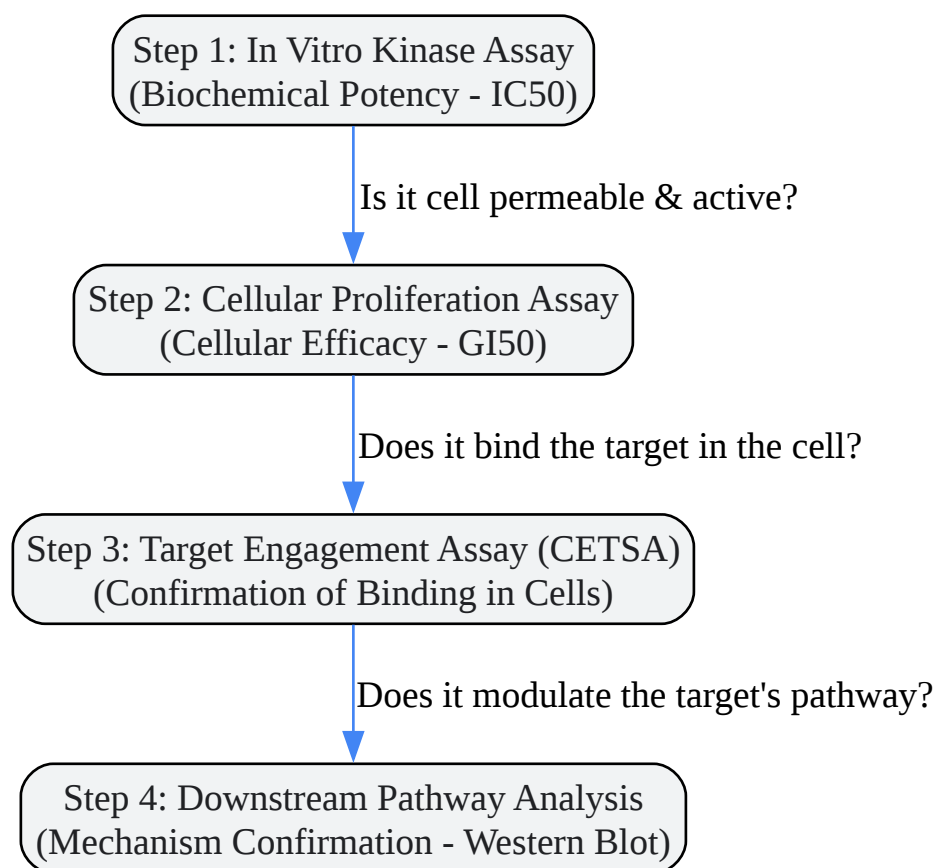 Step 1: In Vitro Kinase Assay
(Biochemical Potency - IC50)
Is it cell permeable & active?
Step 2: Cellular Proliferation Assay
(Cellular Efficacy - GI50)
Does it bind the target in the cell?
Step 3: Target Engagement Assay (CETSA)
(Confirmation of Binding in Cells)
Does it modulate the target's pathway?
Step 4: Downstream Pathway Analysis
(Mechanism Confirmation - Western Blot)